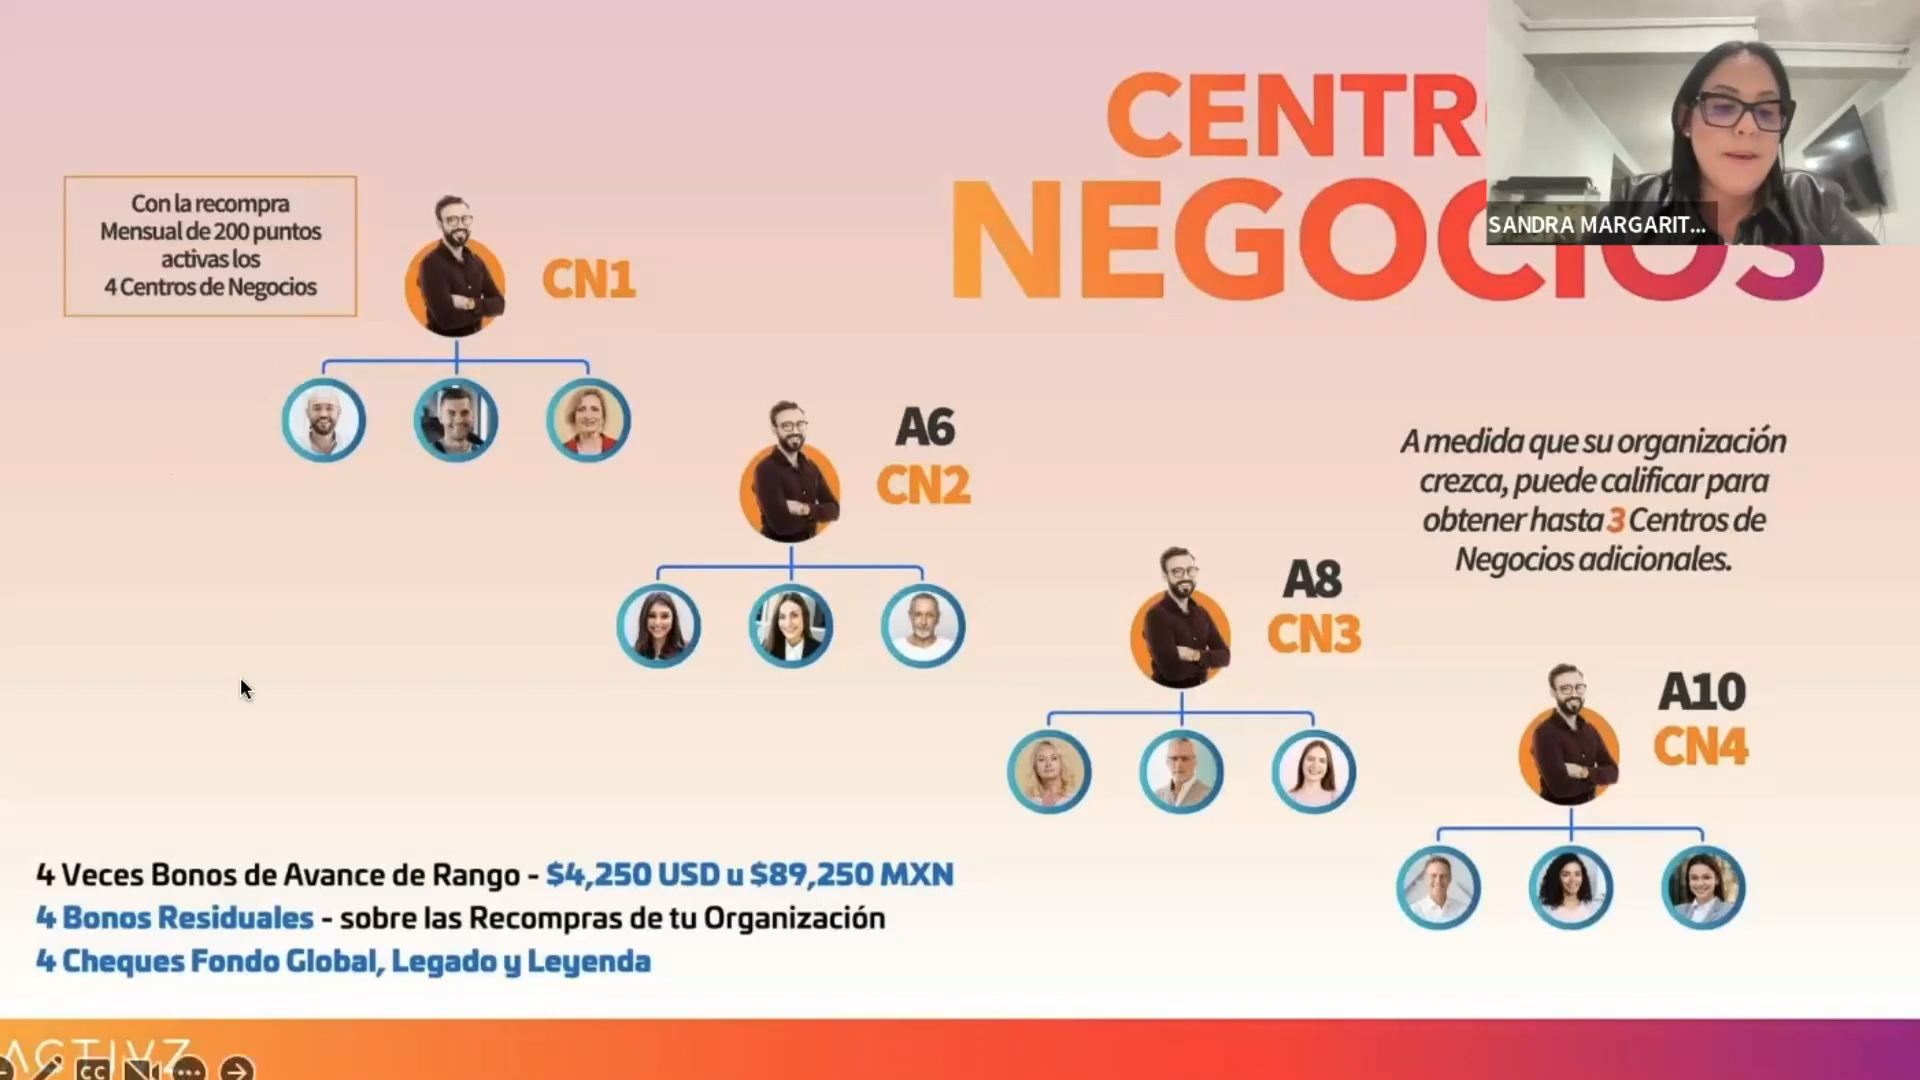 CENTR
NEGOCIOS
SANDRA MARGARIT...
Con la recompra
Mensual de 200 puntos
activas los
4 Centros de Negocios
CN1
A6
CN2
A8
CN3
A10
CN4
A medida que su organización
crezca, puede calificar para
obtener hasta 3 Centros de
Negocios adicionales.
4 Veces Bonos de Avance de Rango - $4,250 USD u $89,250 MXN
4 Bonos Residuales - sobre las Recompras de tu Organización
4 Cheques Fondo Global, Legado y Leyenda
ACTIVZ
CC